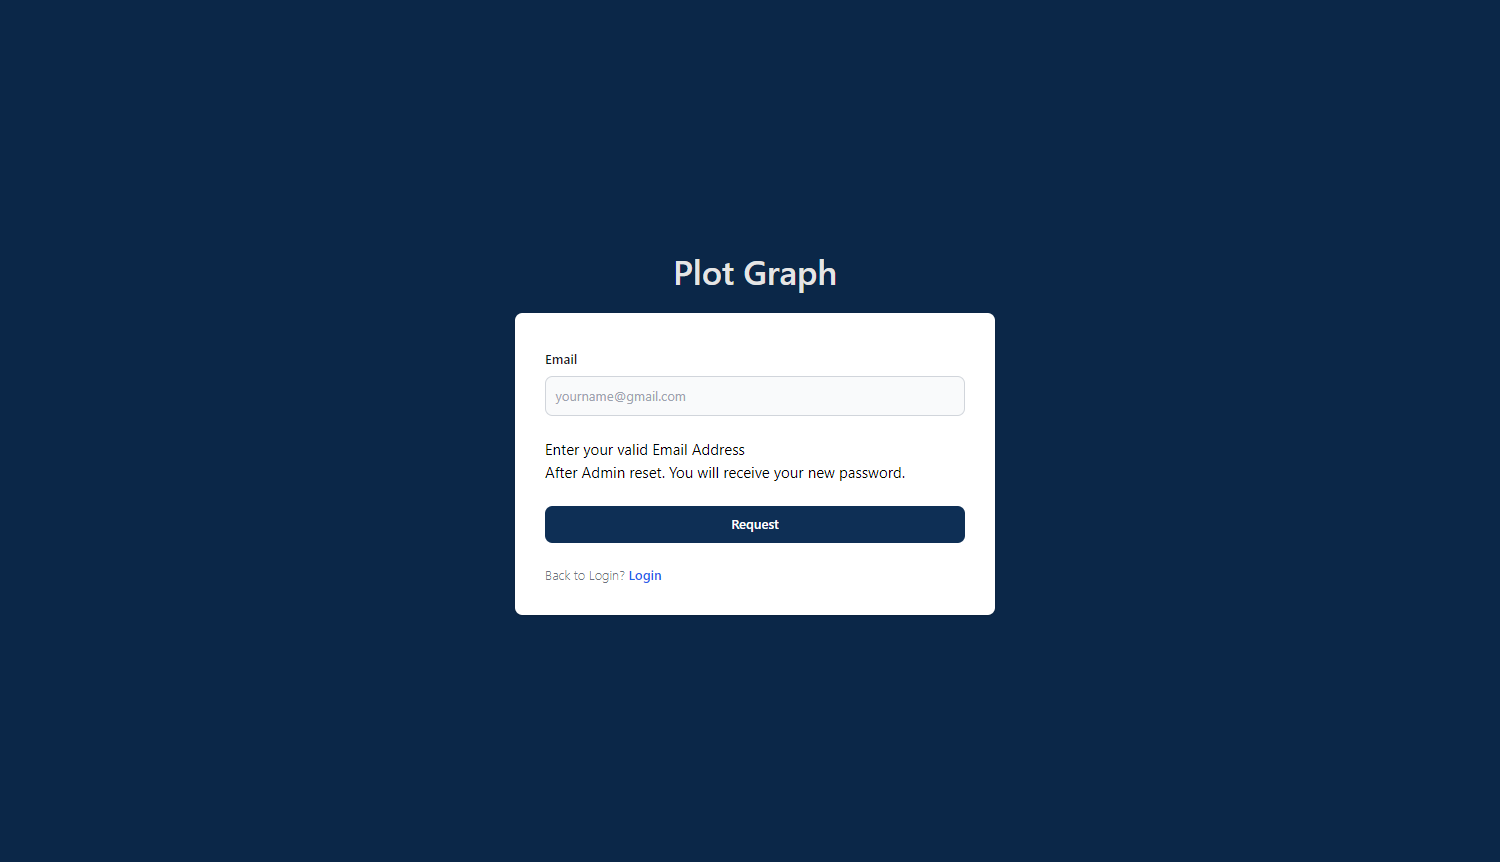 Plot Graph
Email
yourname@gmail.com
Enter your valid Email Address
After Admin reset. You will receive your new password.
Request
Back to Login? Login